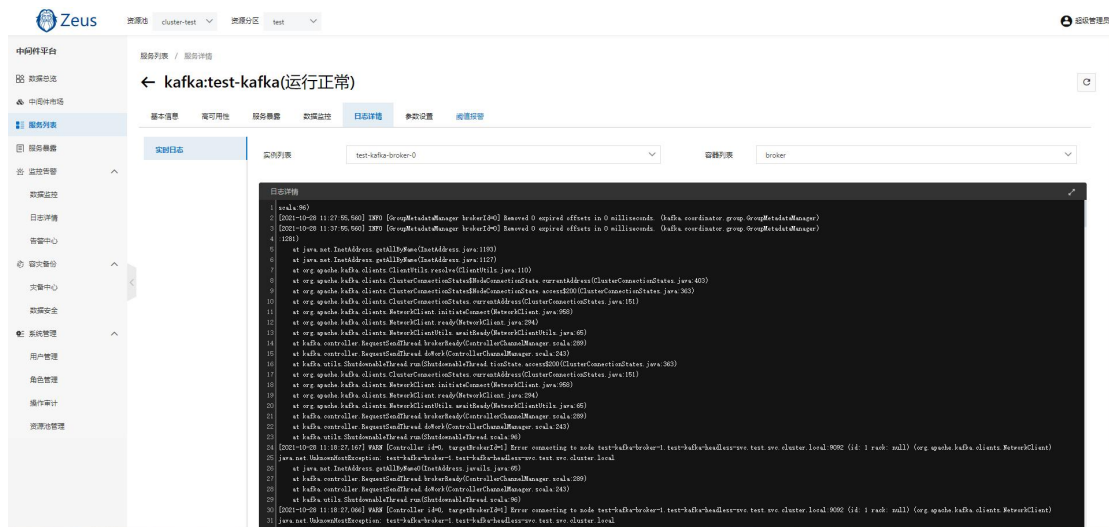 Zeus
资源池 cluster-test 资源分区 test 超级管理员
中间件平台
数据总览
中间件市场
服务列表
服务暴露
监控告警
数据监控
日志详情
告警中心
容灾备份
灾备中心
数据安全
系统管理
用户管理
角色管理
操作审计
资源池管理
服务列表 / 服务详情
← kafka:test-kafka(运行正常)
基本信息 高可用性 服务暴露 数据监控 日志详情 参数设置 阈值报警
实时日志
实例列表 test-kafka-broker-0 容器列表 broker
日志详情
1 scala:96)
2 [2021-10-28 11:27:55,560] INFO [GroupMetadataManager brokerId=0] Removed 0 expired offsets in 0 milliseconds. (kafka.coordinator.group.GroupMetadataManager)
3 [2021-10-28 11:37:55,560] INFO [GroupMetadataManager brokerId=0] Removed 0 expired offsets in 0 milliseconds. (kafka.coordinator.group.GroupMetadataManager)
4 :1281)
5 at java.net.InetAddress.getAllByName(InetAddress.java:1193)
6 at java.net.InetAddress.getAllByName(InetAddress.java:1127)
7 at org.apache.kafka.clients.ClientUtils.resolve(ClientUtils.java:110)
8 at org.apache.kafka.clients.ClusterConnectionStates$NodeConnectionState.currentAddress(ClusterConnectionStates.java:403)
9 at org.apache.kafka.clients.ClusterConnectionStates$NodeConnectionState.access$200(ClusterConnectionStates.java:363)
10 at org.apache.kafka.clients.ClusterConnectionStates.currentAddress(ClusterConnectionStates.java:151)
11 at org.apache.kafka.clients.NetworkClient.initiateConnect(NetworkClient.java:958)
12 at org.apache.kafka.clients.NetworkClient.ready(NetworkClient.java:294)
13 at org.apache.kafka.clients.NetworkClientUtils.awaitReady(NetworkClientUtils.java:65)
14 at kafka.controller.RequestSendThread.brokerReady(ControllerChannelManager.scala:289)
15 at kafka.controller.RequestSendThread.doWork(ControllerChannelManager.scala:243)
16 at kafka.utils.ShutdownableThread.run(ShutdownableThread.tionState.access$200(ClusterConnectionStates.java:363)
17 at org.apache.kafka.clients.ClusterConnectionStates.currentAddress(ClusterConnectionStates.java:151)
18 at org.apache.kafka.clients.NetworkClient.initiateConnect(NetworkClient.java:958)
19 at org.apache.kafka.clients.NetworkClient.ready(NetworkClient.java:294)
20 at org.apache.kafka.clients.NetworkClientUtils.awaitReady(NetworkClientUtils.java:65)
21 at kafka.controller.RequestSendThread.brokerReady(ControllerChannelManager.scala:289)
22 at kafka.controller.RequestSendThread.doWork(ControllerChannelManager.scala:243)
23 at kafka.utils.ShutdownableThread.run(ShutdownableThread.scala:96)
24 [2021-10-28 11:18:27,167] WARN [Controller id=0, targetBrokerId=1] Error connecting to node test-kafka-broker-1.test-kafka-headless-svc.test.svc.cluster.local:9092 (id: 1 rack: null) (org.apache.kafka.clients.NetworkClient)
25 java.net.UnknownHostException: test-kafka-broker-1.test-kafka-headless-svc.test.svc.cluster.local
26 at java.net.InetAddress.getAllByName0(InetAddress.javails.java:65)
27 at kafka.controller.RequestSendThread.brokerReady(ControllerChannelManager.scala:289)
28 at kafka.controller.RequestSendThread.doWork(ControllerChannelManager.scala:243)
29 at kafka.utils.ShutdownableThread.run(ShutdownableThread.scala:96)
30 [2021-10-28 11:18:27,066] WARN [Controller id=0, targetBrokerId=1] Error connecting to node test-kafka-broker-1.test-kafka-headless-svc.test.svc.cluster.local:9092 (id: 1 rack: null) (org.apache.kafka.clients.NetworkClient)
31 java.net.UnknownHostException: test-kafka-broker-1.test-kafka-headless-svc.test.svc.cluster.local